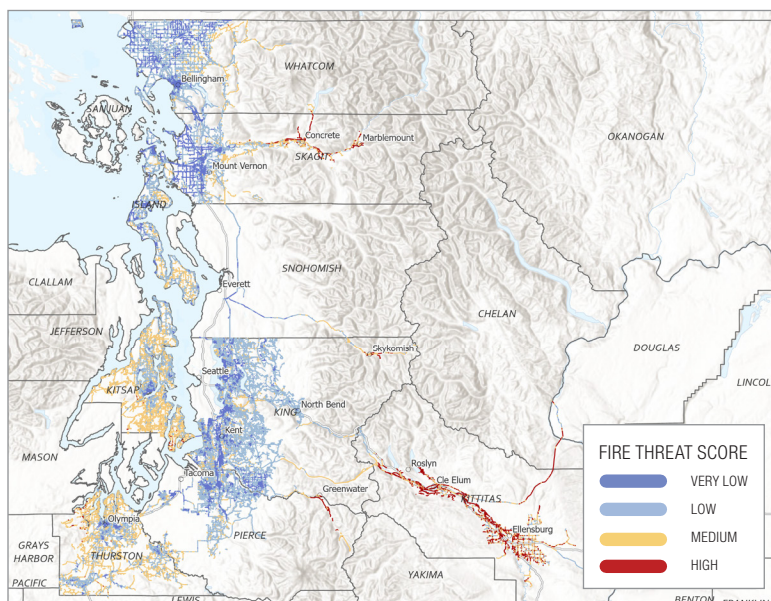 WHATCOM
Bellingham
SAN JUAN
OKANOGAN
Concrete
Marblemount
SKAGIT
Mount Vernon
ISLAND
SNOHOMISH
CLALLAM
Everett
CHELAN
JEFFERSON
Skykomish
DOUGLAS
Seattle
KITSAP
LINCOL
KING
North Bend
Kent
MASON
Roslyn
Tacoma
Cle Elum
Greenwater
KITTITAS
Olympia
Ellensburg
PIERCE
GRAYS
HARBOR
THURSTON
YAKIMA
PACIFIC
LEWIS
BENTON
FRANKLIN
FIRE THREAT SCORE
VERY LOW
LOW
MEDIUM
HIGH